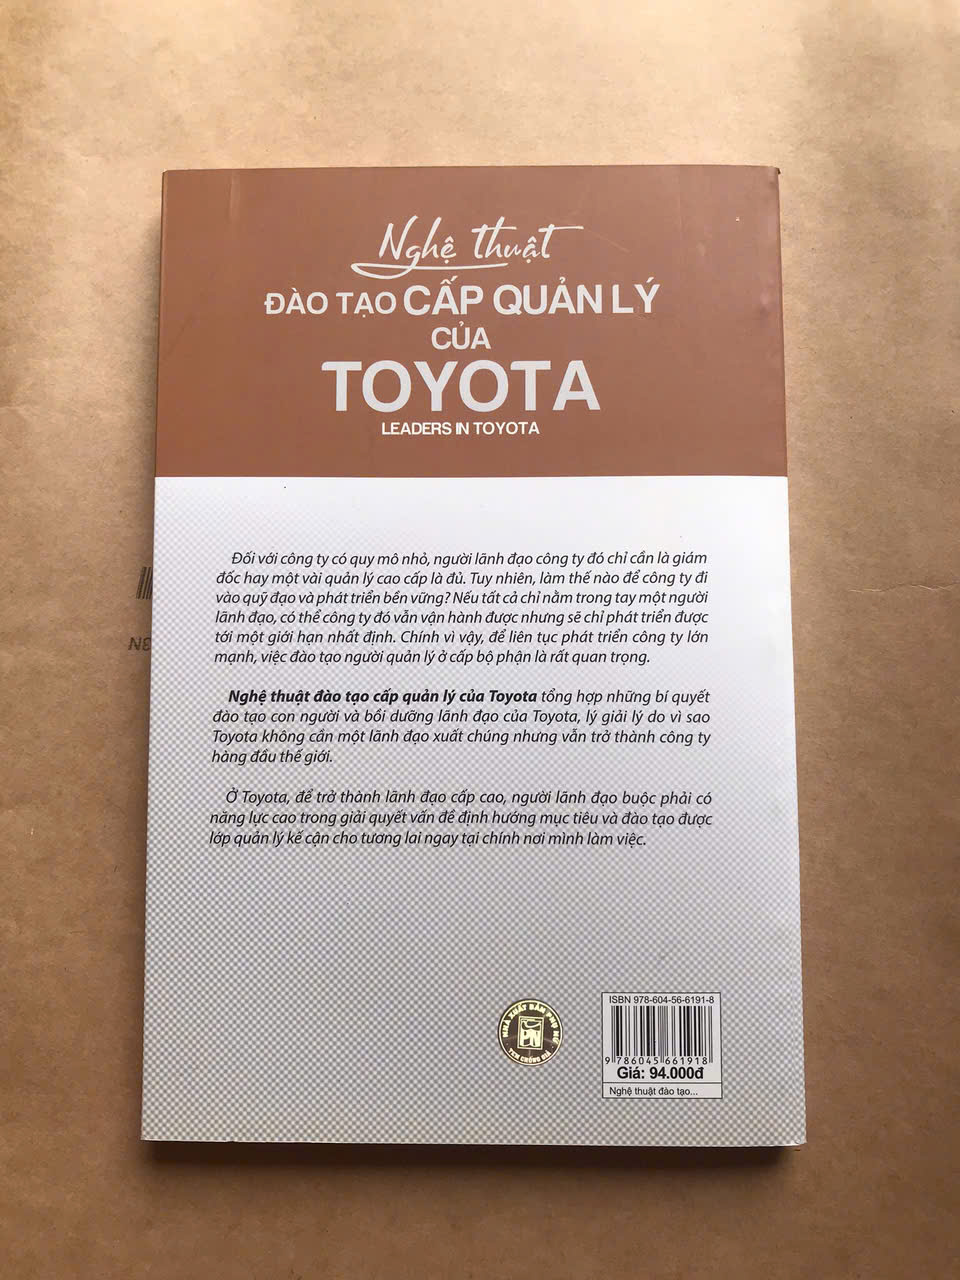 Nghệ thuật
ĐÀO TẠO CẤP QUẢN LÝ
CỦA
TOYOTA
LEADERS IN TOYOTA
Đối với công ty có quy mô nhỏ, người lãnh đạo công ty đó chỉ cần là giám
đốc hay một vài quản lý cao cấp là đủ. Tuy nhiên, làm thế nào để công ty đi
vào quỹ đạo và phát triển bền vững? Nếu tất cả chỉ nằm trong tay một người
lãnh đạo, có thể công ty đó vẫn vận hành được nhưng sẽ chỉ phát triển được
tới một giới hạn nhất định. Chính vì vậy, để liên tục phát triển công ty lớn
mạnh, việc đào tạo người quản lý ở cấp bộ phận là rất quan trọng.
Nghệ thuật đào tạo cấp quản lý của Toyota tổng hợp những bí quyết
đào tạo con người và bồi dưỡng lãnh đạo của Toyota, lý giải lý do vì sao
Toyota không cần một lãnh đạo xuất chúng nhưng vẫn trở thành công ty
hàng đầu thế giới.
Ở Toyota, để trở thành lãnh đạo cấp cao, người lãnh đạo buộc phải có
năng lực cao trong giải quyết vấn đề định hướng mục tiêu và đào tạo được
lớp quản lý kế cận cho tương lai ngay tại chính nơi mình làm việc.
NHÀ XUẤT BẢN PHỤ NỮ
TEM CHỐNG GIẢ
ISBN 978-604-56-6191-8
9 786045 661918
Giá: 94.000đ
Nghệ thuật đào tạo...